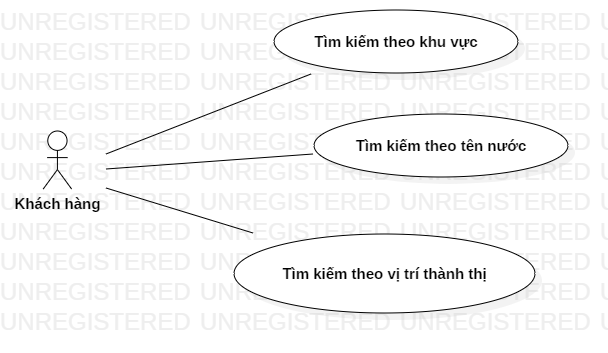 UNREGISTERED UNREGISTERED UNREGISTERED
Tìm kiếm theo khu vực
Tìm kiếm theo tên nước
Khách hàng
Tìm kiếm theo vị trí thành thị